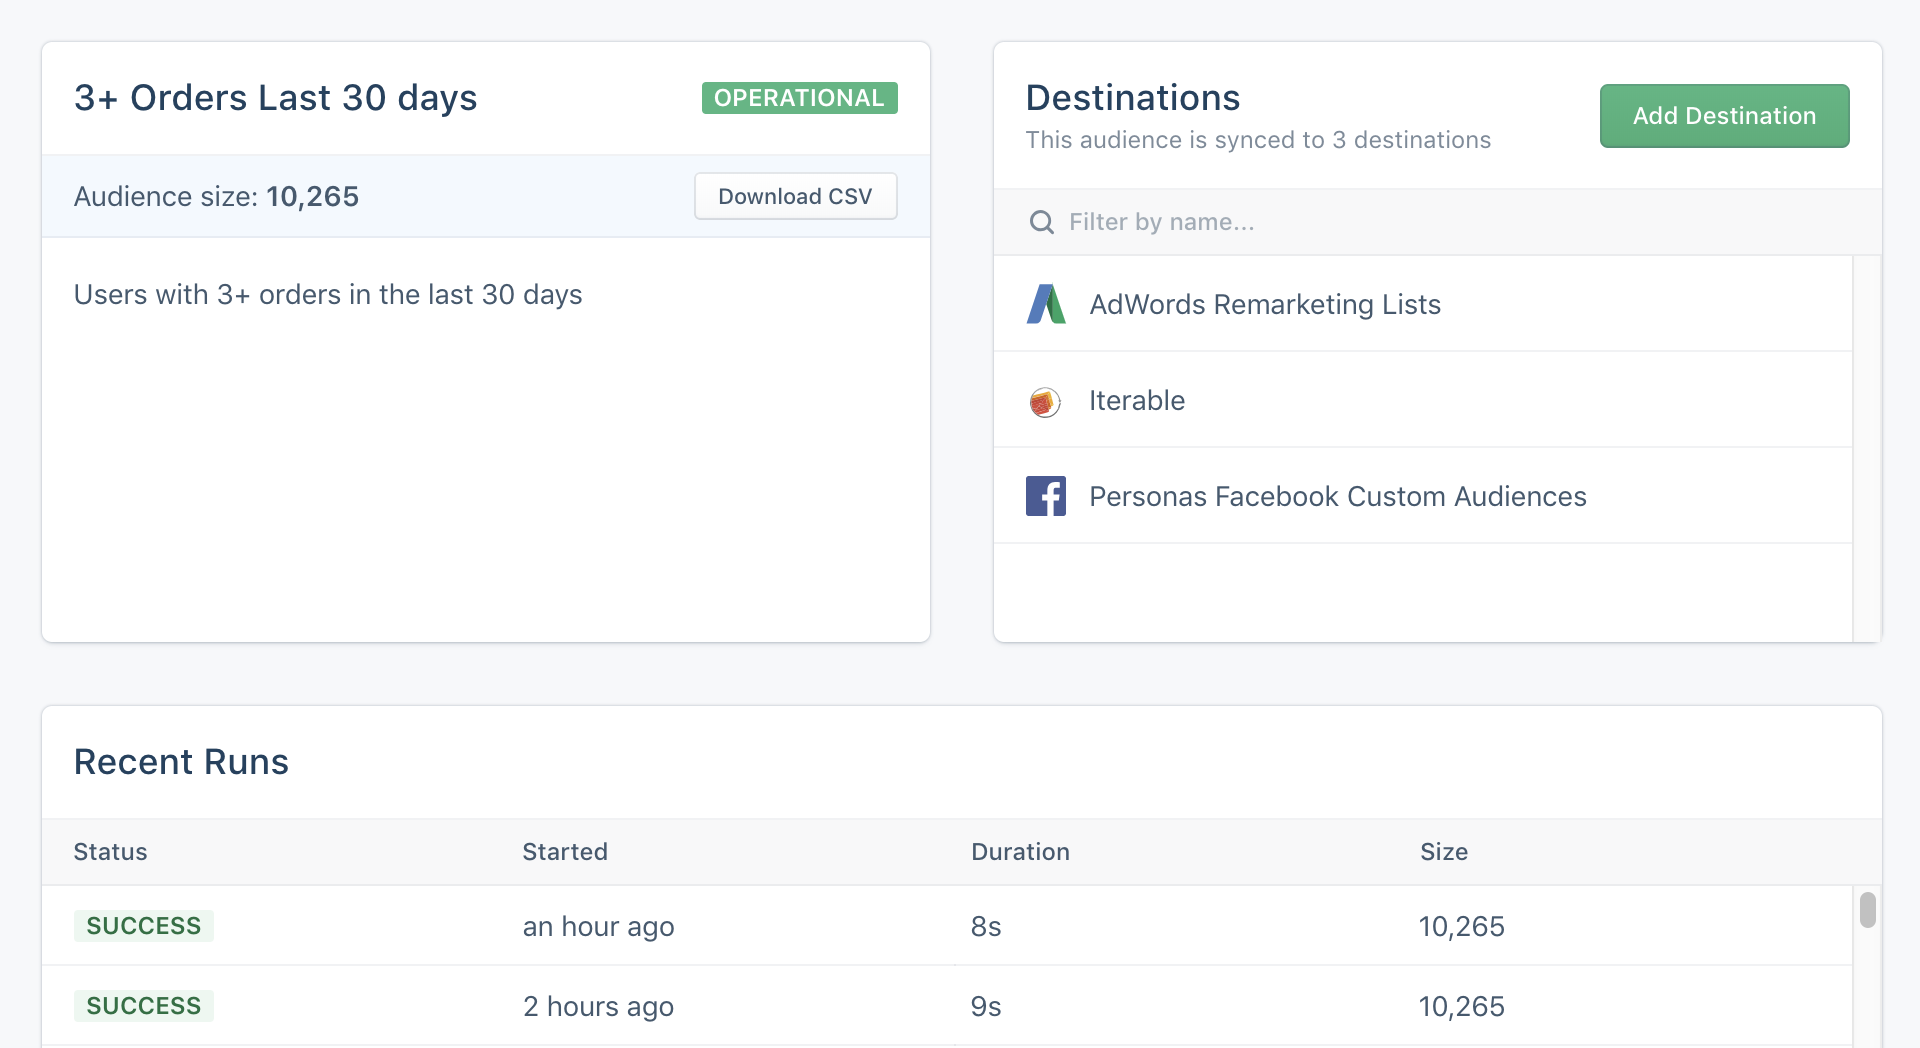 3+ Orders Last 30 days
OPERATIONAL
Audience size: 10,265
Download CSV
Users with 3+ orders in the last 30 days
Destinations
This audience is synced to 3 destinations
Add Destination
Filter by name...
AdWords Remarketing Lists
Iterable
Personas Facebook Custom Audiences
Recent Runs
Status Started Duration Size
SUCCESS an hour ago 8s 10,265
SUCCESS 2 hours ago 9s 10,265